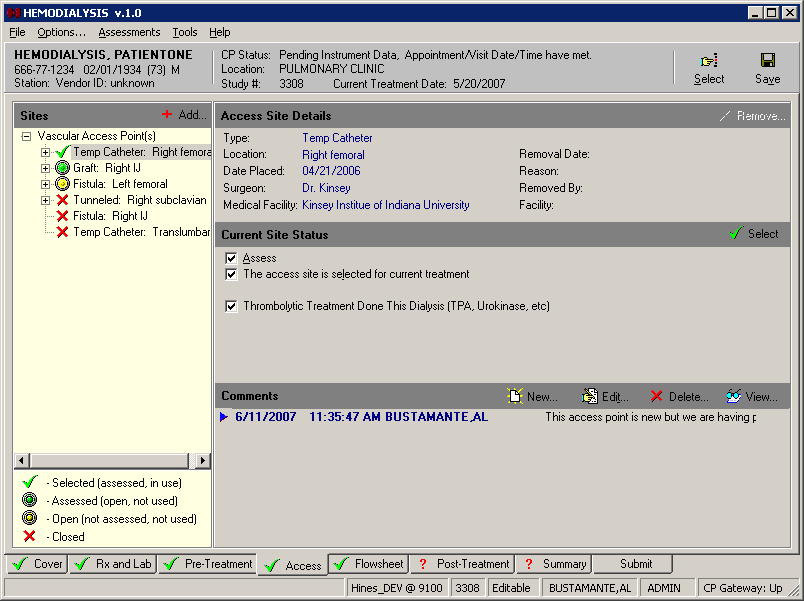 HEMODIALYSIS v.1.0
File Options... Assessments Tools Help
HEMODIALYSIS, PATIENTONE
666-77-1234 02/01/1934 (73) M
Station: Vendor ID: unknown
CP Status: Pending Instrument Data, Appointment/Visit Date/Time have met.
Location: PULMONARY CLINIC
Study #: 3308 Current Treatment Date: 5/20/2007
Select Save
Sites Add...
Vascular Access Point(s)
Temp Catheter: Right femora
Graft: Right IJ
Fistula: Left femoral
Tunneled: Right subclavian
Fistula: Right IJ
Temp Catheter: Translumbar
- Selected (assessed, in use)
- Assessed (open, not used)
- Open (not assessed, not used)
- Closed
Access Site Details Remove...
Type: Temp Catheter
Location: Right femoral Removal Date:
Date Placed: 04/21/2006 Reason:
Surgeon: Dr. Kinsey Removed By:
Medical Facility: Kinsey Institue of Indiana University Facility:
Current Site Status Select
Assess
The access site is selected for current treatment
Thrombolytic Treatment Done This Dialysis (TPA, Urokinase, etc)
Comments New... Edit... Delete... View...
6/11/2007 11:35:47 AM BUSTAMANTE,AL This access point is new but we are having
Cover Rx and Lab Pre-Treatment Access Flowsheet ? Post-Treatment ? Summary Submit
Hines_DEV @ 9100 3308 Editable BUSTAMANTE,AL ADMIN CP Gateway: Up